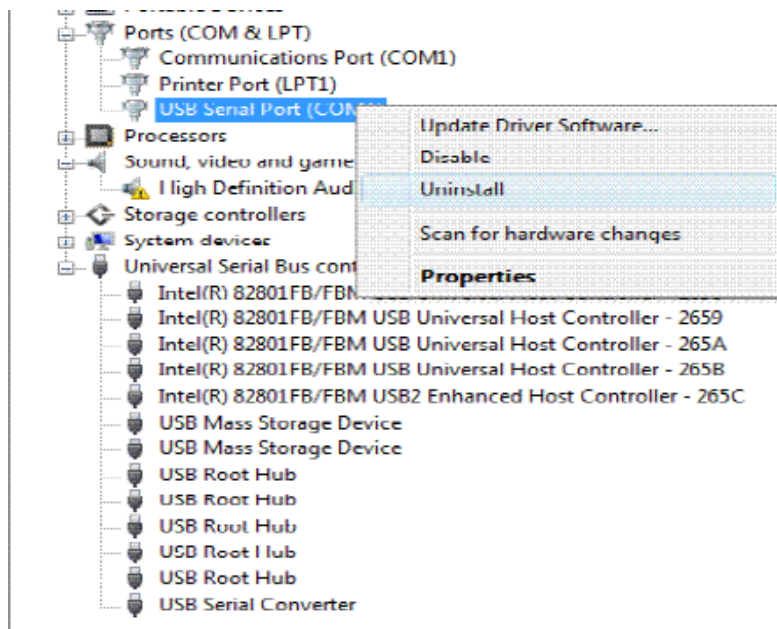 Ports (COM & LPT)
Communications Port (COM1)
Printer Port (LPT1)
USB Serial Port (COM
Update Driver Software...
Processors
Disable
Sound, video and game
High Definition Aud
Uninstall
Storage controllers
Scan for hardware changes
System devices
Universal Serial Bus cont
Properties
Intel(R) 82801FB/FBM
Intel(R) 82801FB/FBM USB Universal Host Controller - 2659
Intel(R) 82801FB/FBM USB Universal Host Controller - 265A
Intel(R) 82801FB/FBM USB Universal Host Controller - 265B
Intel(R) 82801FB/FBM USB2 Enhanced Host Controller - 265C
USB Mass Storage Device
USB Mass Storage Device
USB Root Hub
USB Root Hub
USB Root Hub
USB Root Hub
USB Root Hub
USB Serial Converter